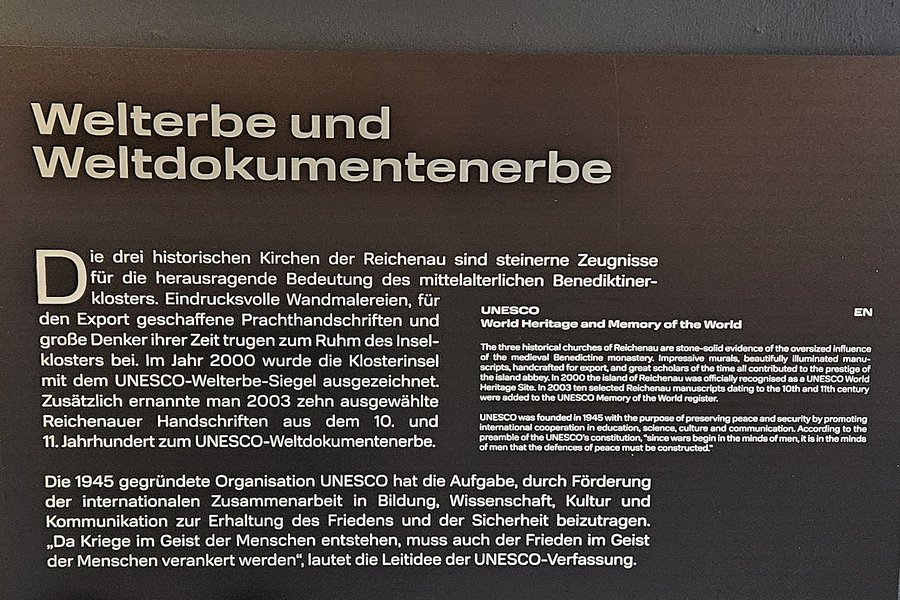 Welterbe und
Weltdokumentenerbe
Die drei historischen Kirchen der Reichenau sind steinerne Zeugnisse
für die herausragende Bedeutung des mittelalterlichen Benediktiner-
klosters. Eindrucksvolle Wandmalereien, für
den Export geschaffene Prachthandschriften und
große Denker ihrer Zeit trugen zum Ruhm des Insel-
klosters bei. Im Jahr 2000 wurde die Klosterinsel
mit dem UNESCO-Welterbe-Siegel ausgezeichnet.
Zusätzlich ernannte man 2003 zehn ausgewählte
Reichenauer Handschriften aus dem 10. und
11. Jahrhundert zum UNESCO-Weltdokumentenerbe.
Die 1945 gegründete Organisation UNESCO hat die Aufgabe, durch Förderung
der internationalen Zusammenarbeit in Bildung, Wissenschaft, Kultur und
Kommunikation zur Erhaltung des Friedens und der Sicherheit beizutragen.
„Da Kriege im Geist der Menschen entstehen, muss auch der Frieden im Geist
der Menschen verankert werden“, lautet die Leitidee der UNESCO-Verfassung.
UNESCO EN
World Heritage and Memory of the World
The three historical churches of Reichenau are stone-solid evidence of the oversized influence
of the medieval Benedictine monastery. Impressive murals, beautifully illuminated manu-
scripts, handcrafted for export, and great scholars of the time all contributed to the prestige of
the island abbey. In 2000 the island of Reichenau was officially recognised as a UNESCO World
Heritage Site. In 2003 ten selected Reichenau manuscripts dating to the 10th and 11th century
were added to the UNESCO Memory of the World register.
UNESCO was founded in 1945 with the purpose of preserving peace and security by promoting
international cooperation in education, science, culture and communication. According to the
preamble of the UNESCO's constitution, "since wars begin in the minds of men, it is in the minds
of men that the defences of peace must be constructed."